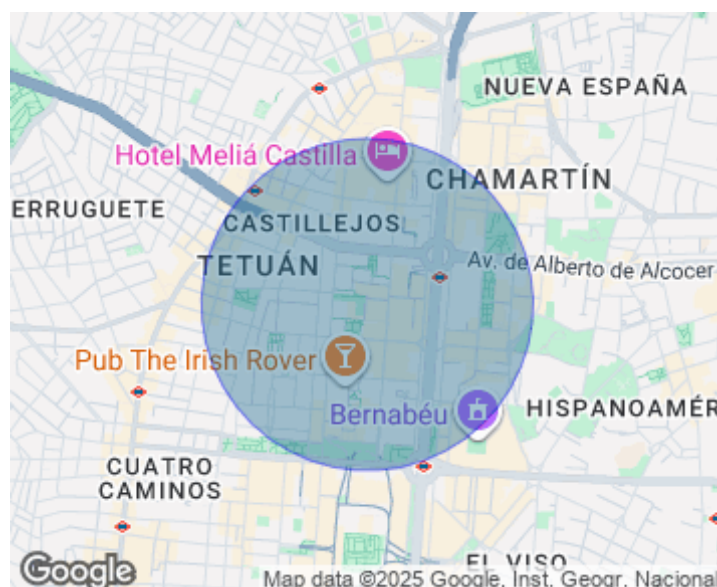 NUEVA ESPAÑA
Hotel Meliá Castilla
CHAMARTÍN
ERRUGUETE
CASTILLEJOS
TETUÁN
Av. de Alberto de Alcocer
Pub The Irish Rover
Bernabéu
HISPANOAMÉR
CUATRO
CAMINOS
EL VISO
Google
Map data ©2025 Google, Inst. Geogr. Nacional